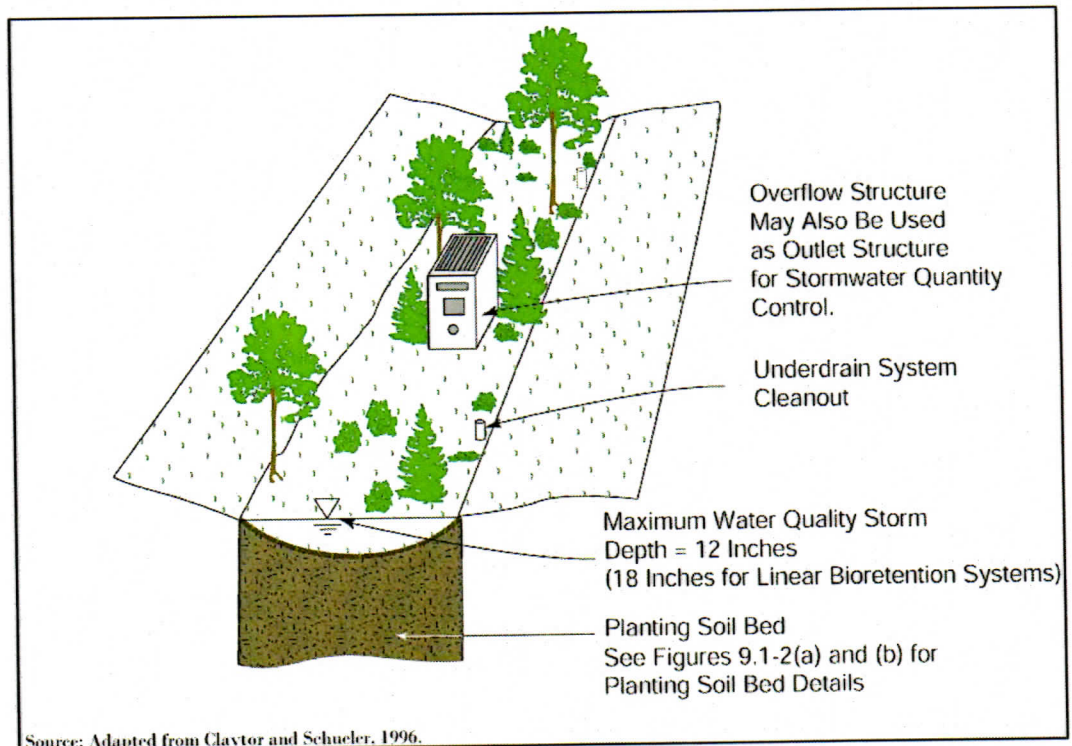 Overflow Structure
May Also Be Used
as Outlet Structure
for Stormwater Quantity
Control.
Underdrain System
Cleanout
Maximum Water Quality Storm
Depth = 12 Inches
(18 Inches for Linear Bioretention Systems)
Planting Soil Bed
See Figures 9.1-2(a) and (b) for
Planting Soil Bed Details
Source: Adapted from Claytor and Schueler, 1996.